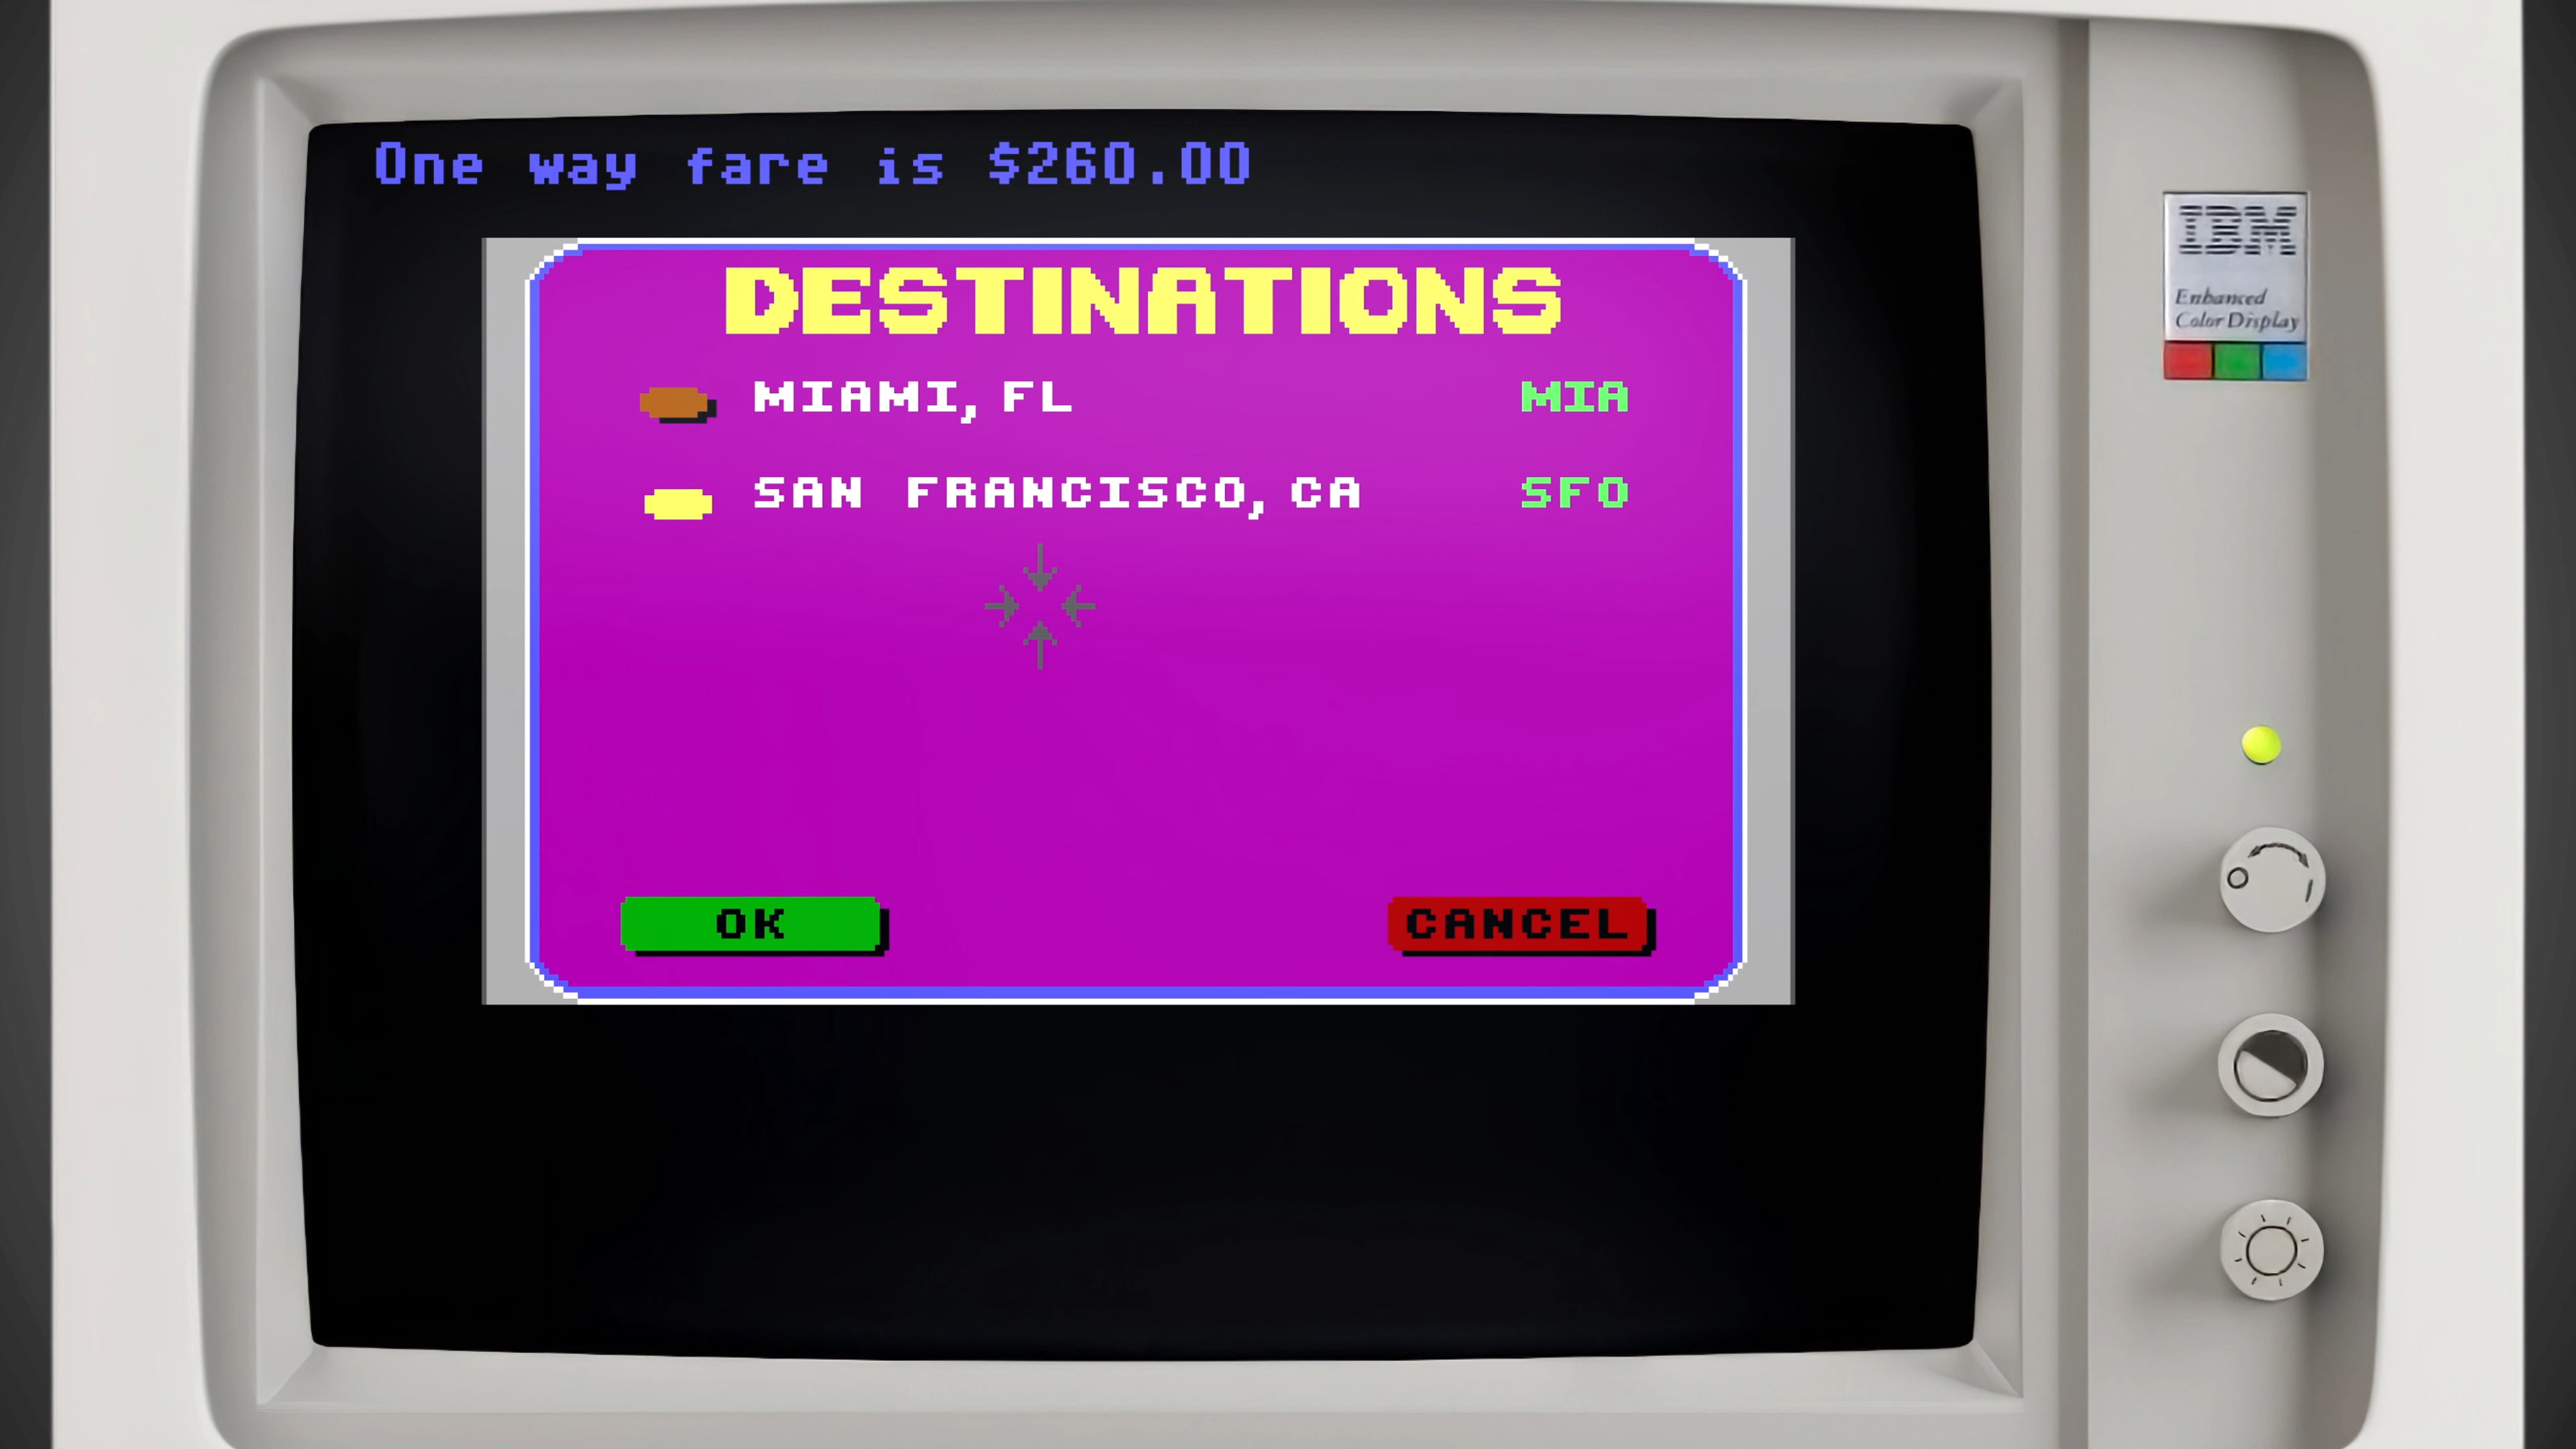 One way fare is $260.00
DESTINATIONS
MIAMI, FL MIA
SAN FRANCISCO, CA SFO
OK CANCEL
IBM
Enhanced
Color Display